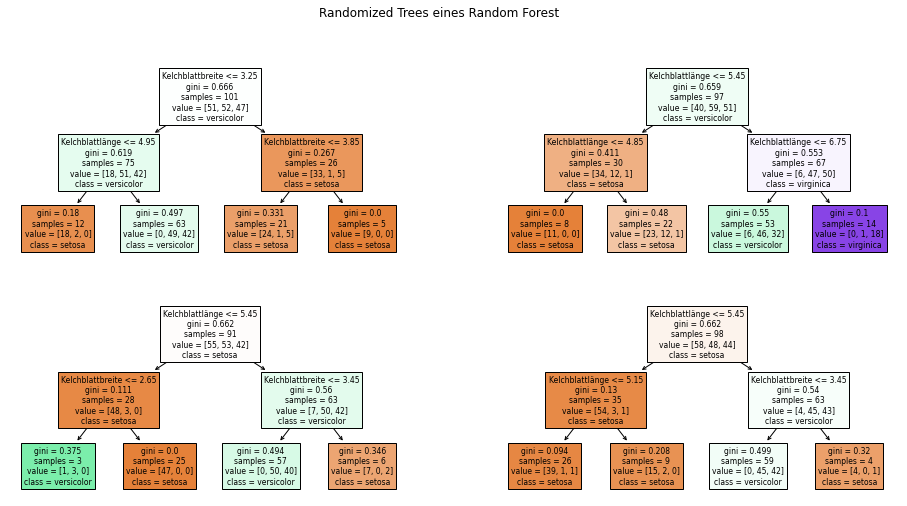 Randomized Trees eines Random Forest
Kelchblattbreite <= 3.25
gini = 0.666
samples = 101
value = [51, 52, 47]
class = versicolor
Kelchblattlänge <= 4.95
gini = 0.619
samples = 75
value = [18, 51, 42]
class = versicolor
Kelchblattbreite <= 3.85
gini = 0.267
samples = 26
value = [33, 1, 5]
class = setosa
gini = 0.18
samples = 12
value = [18, 2, 0]
class = setosa
gini = 0.497
samples = 63
value = [0, 49, 42]
class = versicolor
gini = 0.331
samples = 21
value = [24, 1, 5]
class = setosa
gini = 0.0
samples = 5
value = [9, 0, 0]
class = setosa
Kelchblattlänge <= 5.45
gini = 0.659
samples = 97
value = [40, 59, 51]
class = versicolor
Kelchblattlänge <= 4.85
gini = 0.411
samples = 30
value = [34, 12, 1]
class = setosa
Kelchblattlänge <= 6.75
gini = 0.553
samples = 67
value = [6, 47, 50]
class = virginica
gini = 0.0
samples = 8
value = [11, 0, 0]
class = setosa
gini = 0.48
samples = 22
value = [23, 12, 1]
class = setosa
gini = 0.55
samples = 53
value = [6, 46, 32]
class = versicolor
gini = 0.1
samples = 14
value = [0, 1, 18]
class = virginica
Kelchblattlänge <= 5.45
gini = 0.662
samples = 91
value = [55, 53, 42]
class = setosa
Kelchblattbreite <= 2.65
gini = 0.111
samples = 28
value = [48, 3, 0]
class = setosa
Kelchblattbreite <= 3.45
gini = 0.56
samples = 63
value = [7, 50, 42]
class = versicolor
gini = 0.375
samples = 3
value = [1, 3, 0]
class = versicolor
gini = 0.0
samples = 25
value = [47, 0, 0]
class = setosa
gini = 0.494
samples = 57
value = [0, 50, 40]
class = versicolor
gini = 0.346
samples = 6
value = [7, 0, 2]
class = setosa
Kelchblattlänge <= 5.45
gini = 0.662
samples = 98
value = [58, 48, 44]
class = setosa
Kelchblattlänge <= 5.15
gini = 0.13
samples = 35
value = [54, 3, 1]
class = setosa
Kelchblattbreite <= 3.45
gini = 0.54
samples = 63
value = [4, 45, 43]
class = versicolor
gini = 0.094
samples = 26
value = [39, 1, 1]
class = setosa
gini = 0.208
samples = 9
value = [15, 2, 0]
class = setosa
gini = 0.499
samples = 59
value = [0, 45, 42]
class = versicolor
gini = 0.32
samples = 4
value = [4, 0, 1]
class = setosa